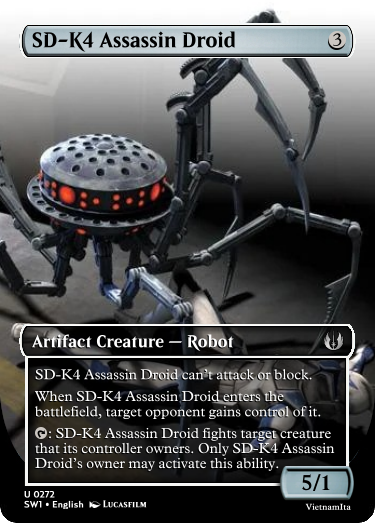 SD-K4 Assassin Droid 3
Artifact Creature — Robot
SD-K4 Assassin Droid can't attack or block.
When SD-K4 Assassin Droid enters the
battlefield, target opponent gains control of it.
: SD-K4 Assassin Droid fights target creature
that its controller owns. Only SD-K4 Assassin
Droid's owner may activate this ability.
5/1
U 0272
SW1 • English LUCASFILM
VietnamIta